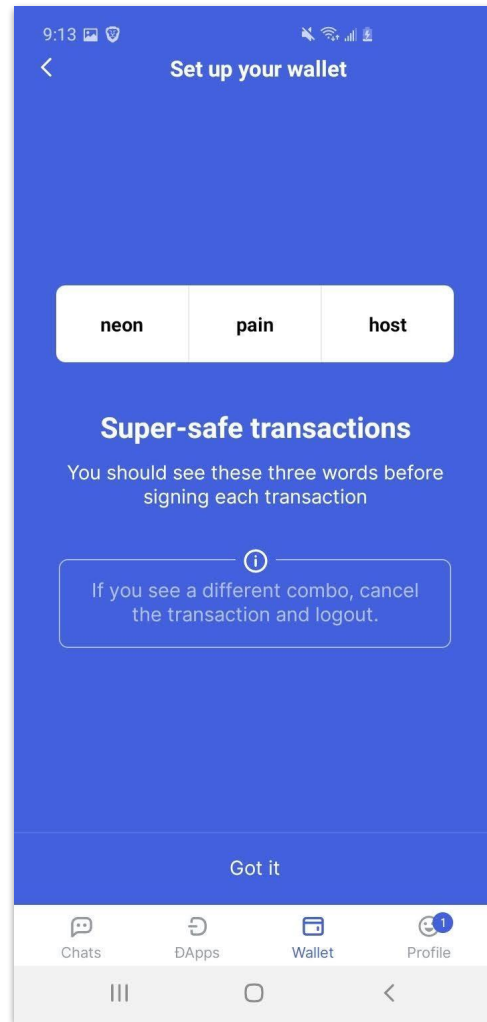 9:13
Set up your wallet
neon pain host
Super-safe transactions
You should see these three words before
signing each transaction
If you see a different combo, cancel
the transaction and logout.
Got it
1
Chats ĐApps Wallet Profile